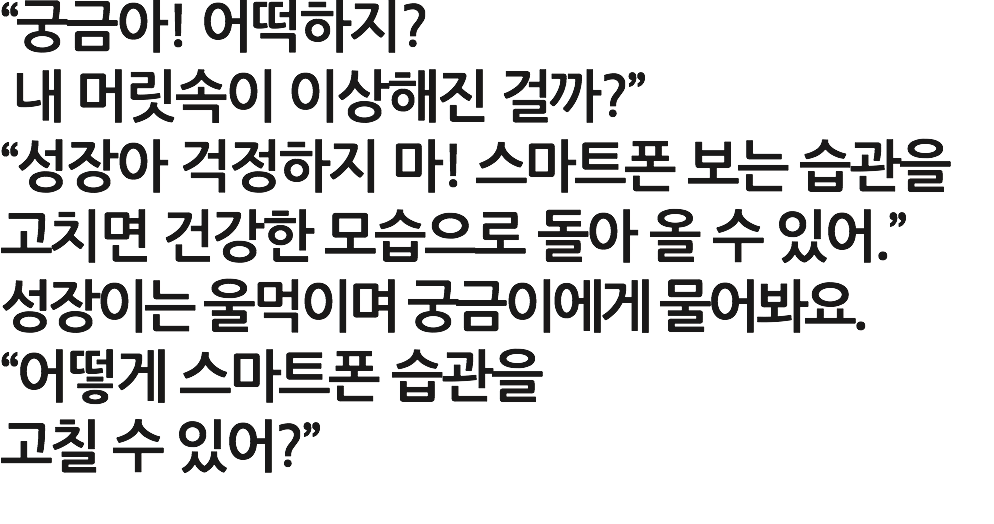 “궁금아! 어떡하지?
내 머릿속이 이상해진 걸까?”
“성장아 걱정하지 마! 스마트폰 보는 습관을
고치면 건강한 모습으로 돌아 올 수 있어.”
성장이는 울먹이며 궁금이에게 물어봐요.
“어떻게 스마트폰 습관을
고칠 수 있어?”